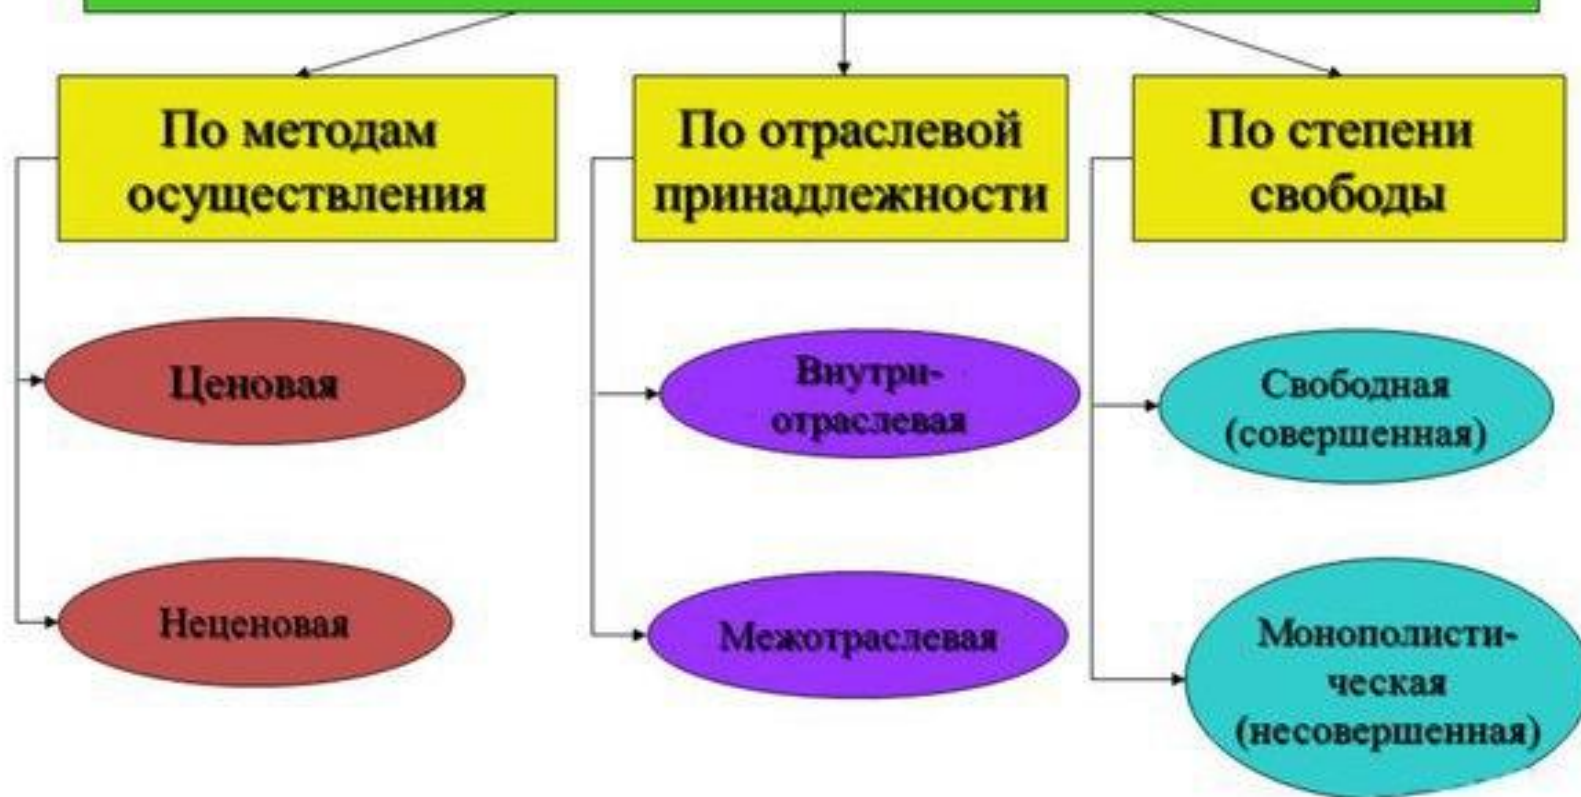 По методам
осуществления
По отраслевой
принадлежности
По степени
свободы
Ценовая
Внутри-
отраслевая
Свободная
(совершенная)
Неценовая
Межотраслевая
Монополисти-
ческая
(несовершенная)